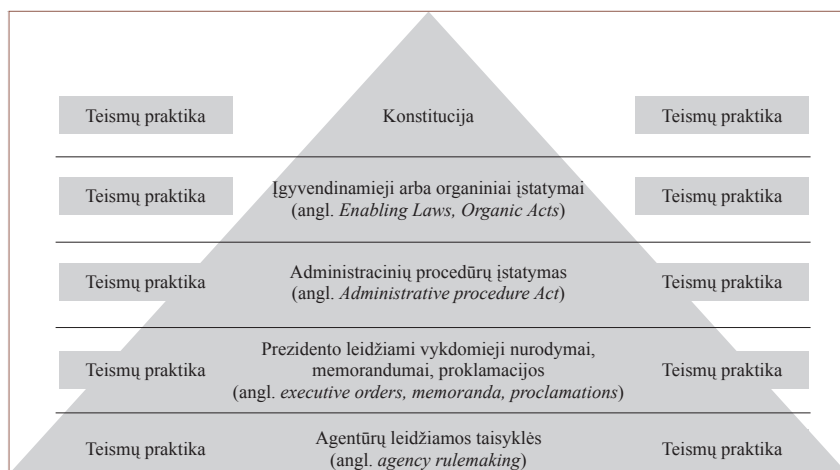 Teismų praktika Konstitucija Teismų praktika
Įgyvendinamieji arba organiniai įstatymai
Teismų praktika (angl. Enabling Laws, Organic Acts) Teismų praktika
Administracinių procedūrų įstatymas
Teismų praktika (angl. Administrative procedure Act) Teismų praktika
Prezidento leidžiami vykdomieji nurodymai,
Teismų praktika memorandumai, proklamacijos Teismų praktika
(angl. executive orders, memoranda, proclamations)
Agentūrų leidžiamos taisyklės
Teismų praktika (angl. agency rulemaking) Teismų praktika